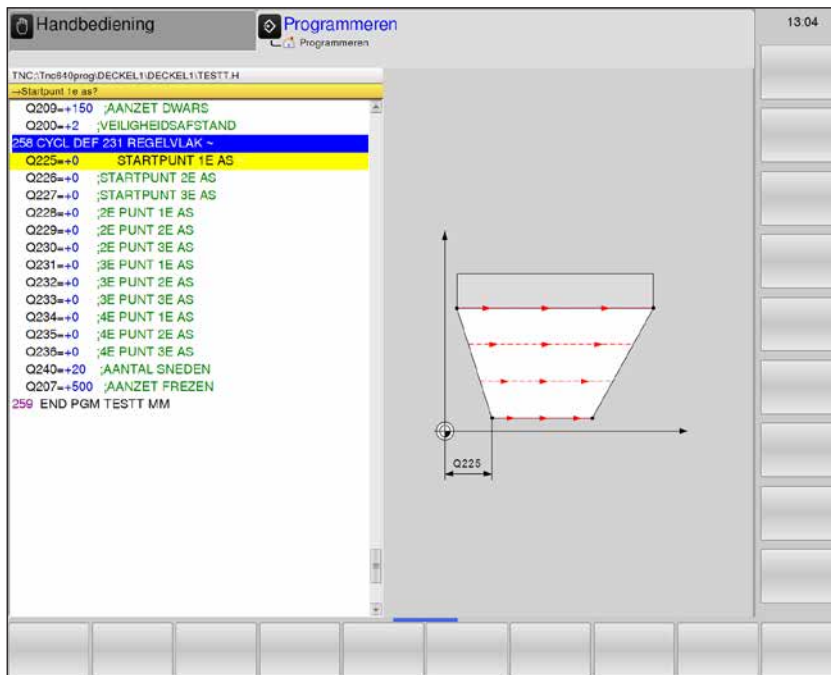 Handbediening
Programmeren
Programmeren
13:04
TNC:\Tnc640prog\DECKEL1\DECKEL1\TESTT.H
→Startpunt 1e as?
Q209=+150 ;AANZET DWARS
Q200=+2 ;VEILIGHEIDSAFSTAND
258 CYCL DEF 231 REGELVLAK ~
Q225=+0 STARTPUNT 1E AS
Q226=+0 ;STARTPUNT 2E AS
Q227=+0 ;STARTPUNT 3E AS
Q228=+0 ;2E PUNT 1E AS
Q229=+0 ;2E PUNT 2E AS
Q230=+0 ;2E PUNT 3E AS
Q231=+0 ;3E PUNT 1E AS
Q232=+0 ;3E PUNT 2E AS
Q233=+0 ;3E PUNT 3E AS
Q234=+0 ;4E PUNT 1E AS
Q235=+0 ;4E PUNT 2E AS
Q236=+0 ;4E PUNT 3E AS
Q240=+20 ;AANTAL SNEDEN
Q207=+500 ;AANZET FREZEN
259 END PGM TESTT MM
Q225